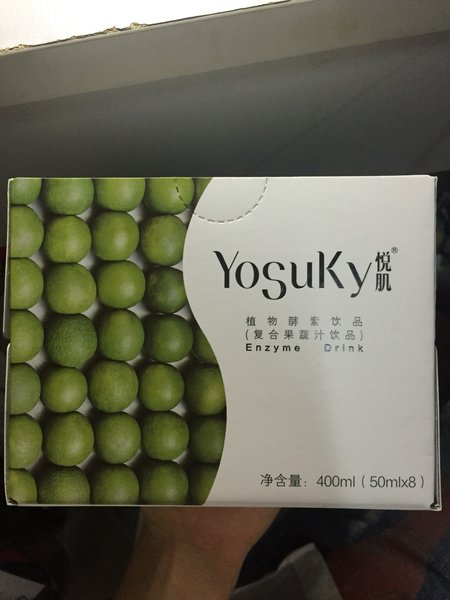 YosuKy悦肌®
植物酵素饮品
(复合果蔬汁饮品)
Enzyme Drink
净含量: 400ml (50mlx8)